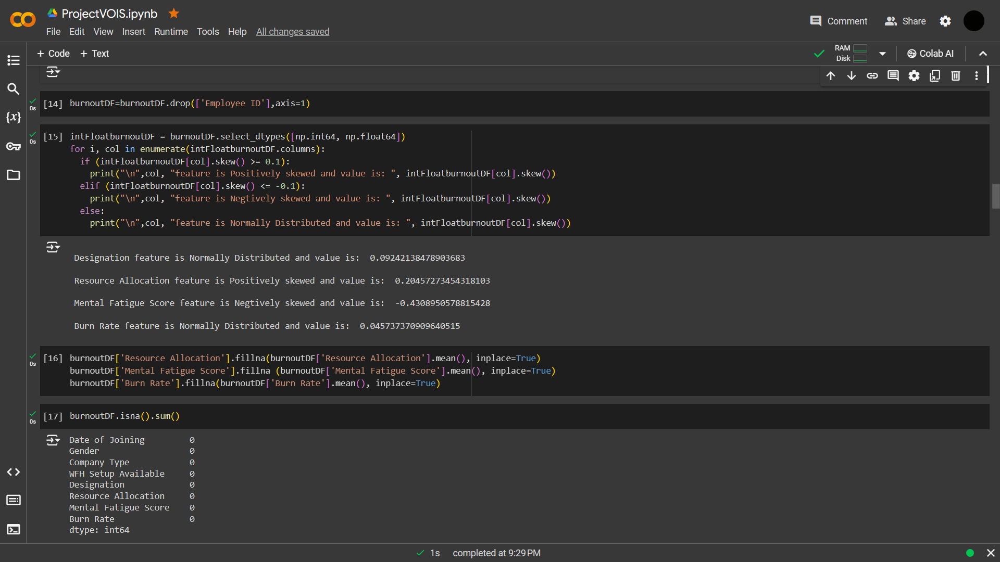 ProjectVOIS.ipynb
File Edit View Insert Runtime Tools Help All changes saved
Comment Share
+ Code + Text
RAM
Disk
Colab AI
0s
[14] burnoutDF=burnoutDF.drop(['Employee ID'],axis=1)
0s
[15] intFloatburnoutDF = burnoutDF.select_dtypes([np.int64, np.float64])
for i, col in enumerate(intFloatburnoutDF.columns):
  if (intFloatburnoutDF[col].skew() >= 0.1):
    print("\n",col, "feature is Positively skewed and value is: ", intFloatburnoutDF[col].skew())
  elif (intFloatburnoutDF[col].skew() <= -0.1):
    print("\n",col, "feature is Negtively skewed and value is: ", intFloatburnoutDF[col].skew())
  else:
    print("\n",col, "feature is Normally Distributed and value is: ", intFloatburnoutDF[col].skew())
Designation feature is Normally Distributed and value is:  0.09242138478903683
Resource Allocation feature is Positively skewed and value is:  0.20457273454318103
Mental Fatigue Score feature is Negtively skewed and value is:  -0.4308950578815428
Burn Rate feature is Normally Distributed and value is:  0.045737370909640515
0s
[16] burnoutDF['Resource Allocation'].fillna(burnoutDF['Resource Allocation'].mean(), inplace=True)
burnoutDF['Mental Fatigue Score'].fillna (burnoutDF['Mental Fatigue Score'].mean(), inplace=True)
burnoutDF['Burn Rate'].fillna(burnoutDF['Burn Rate'].mean(), inplace=True)
0s
[17] burnoutDF.isna().sum()
Date of Joining 0
Gender 0
Company Type 0
WFH Setup Available 0
Designation 0
Resource Allocation 0
Mental Fatigue Score 0
Burn Rate 0
dtype: int64
1s completed at 9:29 PM